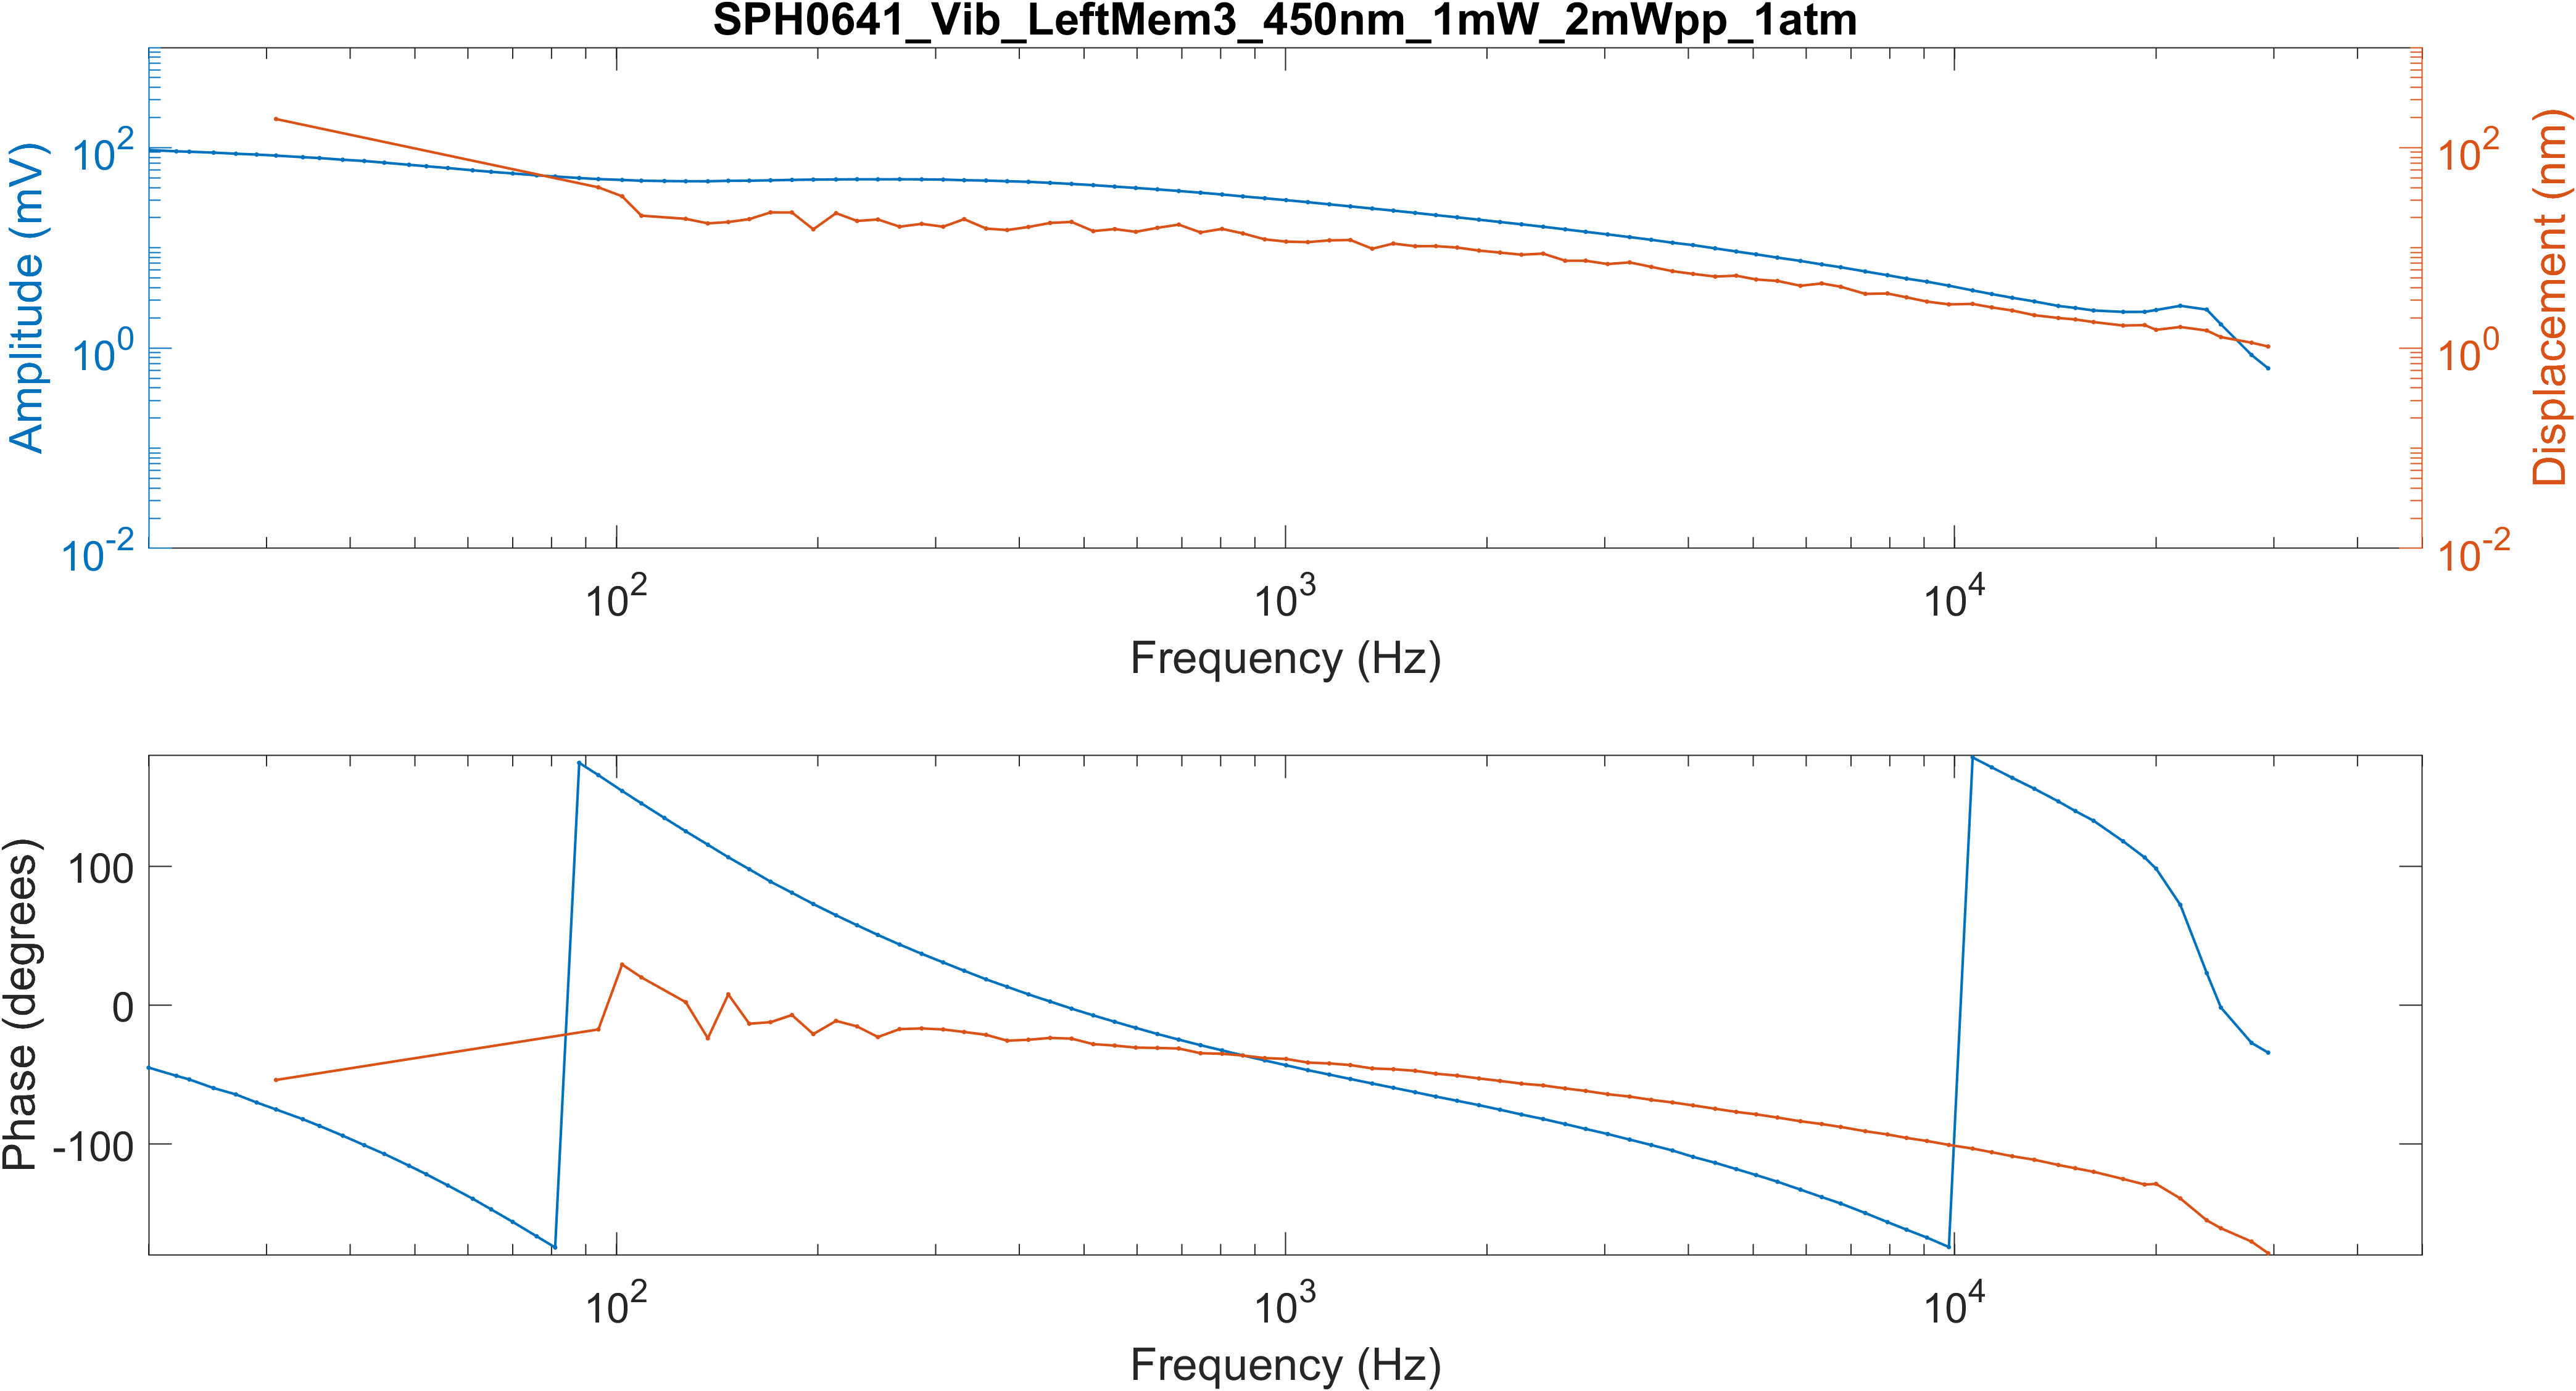 SPH0641_Vib_LeftMem3_450nm_1mW_2mWpp_1atm
Amplitude (mV)
10^2
10^0
10^-2
Displacement (nm)
10^2
10^0
10^-2
10^2
10^3
10^4
Frequency (Hz)
Phase (degrees)
100
0
-100
10^2
10^3
10^4
Frequency (Hz)